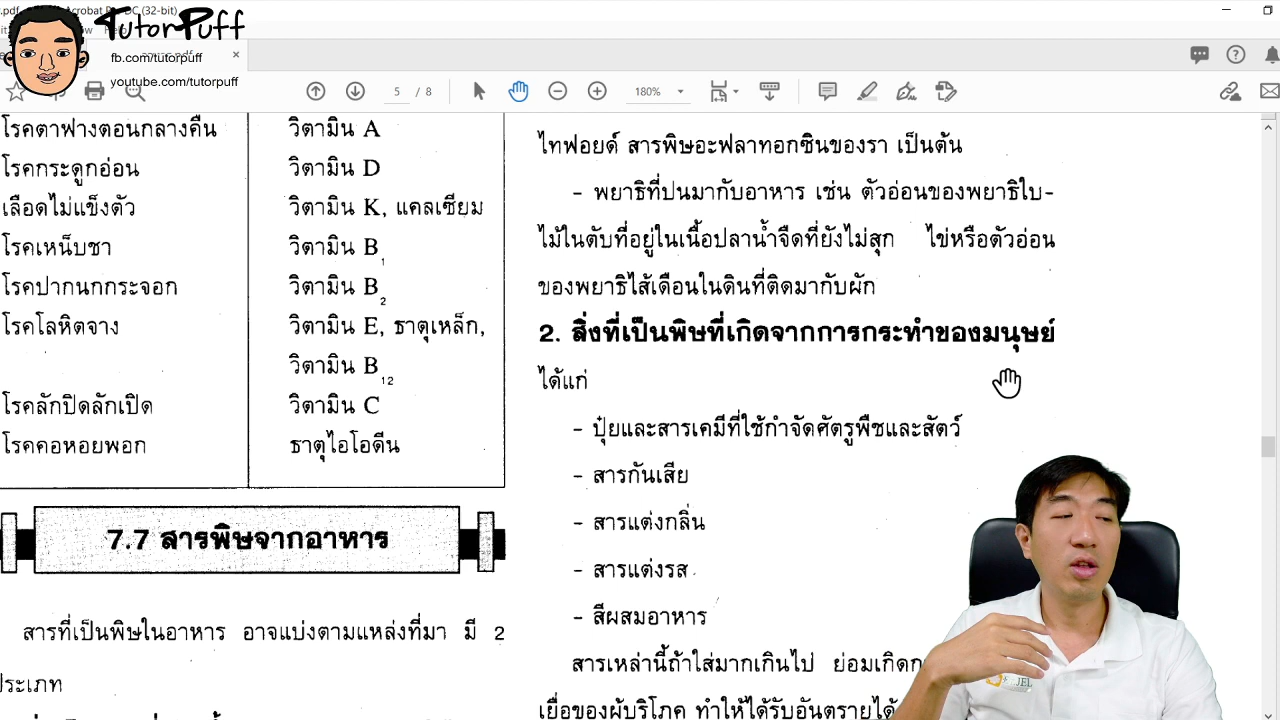 TutorPuff
fb.com/tutorpuff
youtube.com/tutorpuff
Acrobat Pro DC (32-bit)
5 / 8
180%
โรคตาฟางตอนกลางคืน วิตามิน A
โรคกระดูกอ่อน วิตามิน D
เลือดไม่แข็งตัว วิตามิน K, แคลเซียม
โรคเหน็บชา วิตามิน B1
โรคปากนกกระจอก วิตามิน B2
โรคโลหิตจาง วิตามิน E, ธาตุเหล็ก,
วิตามิน B12
โรคลักปิดลักเปิด วิตามิน C
โรคคอหอยพอก ธาตุไอโอดีน
7.7 สารพิษจากอาหาร
สารที่เป็นพิษในอาหาร อาจแบ่งตามแหล่งที่มา มี 2
ประเภท
ไทฟอยด์ สารพิษอะฟลาทอกซินของรา เป็นต้น
- พยาธิที่ปนมากับอาหาร เช่น ตัวอ่อนของพยาธิใบ-
ไม้ในตับที่อยู่ในเนื้อปลาน้ำจืดที่ยังไม่สุก ไข่หรือตัวอ่อน
ของพยาธิไส้เดือนในดินที่ติดมากับผัก
2. สิ่งที่เป็นพิษที่เกิดจากการกระทำของมนุษย์
ได้แก่
- ปุ๋ยและสารเคมีที่ใช้กำจัดศัตรูพืชและสัตว์
- สารกันเสีย
- สารแต่งกลิ่น
- สารแต่งรส
- สีผสมอาหาร
สารเหล่านี้ถ้าใส่มากเกินไป ย่อมเกิด
เยื่อของผู้บริโภค ทำให้ได้รับอันตรายได้